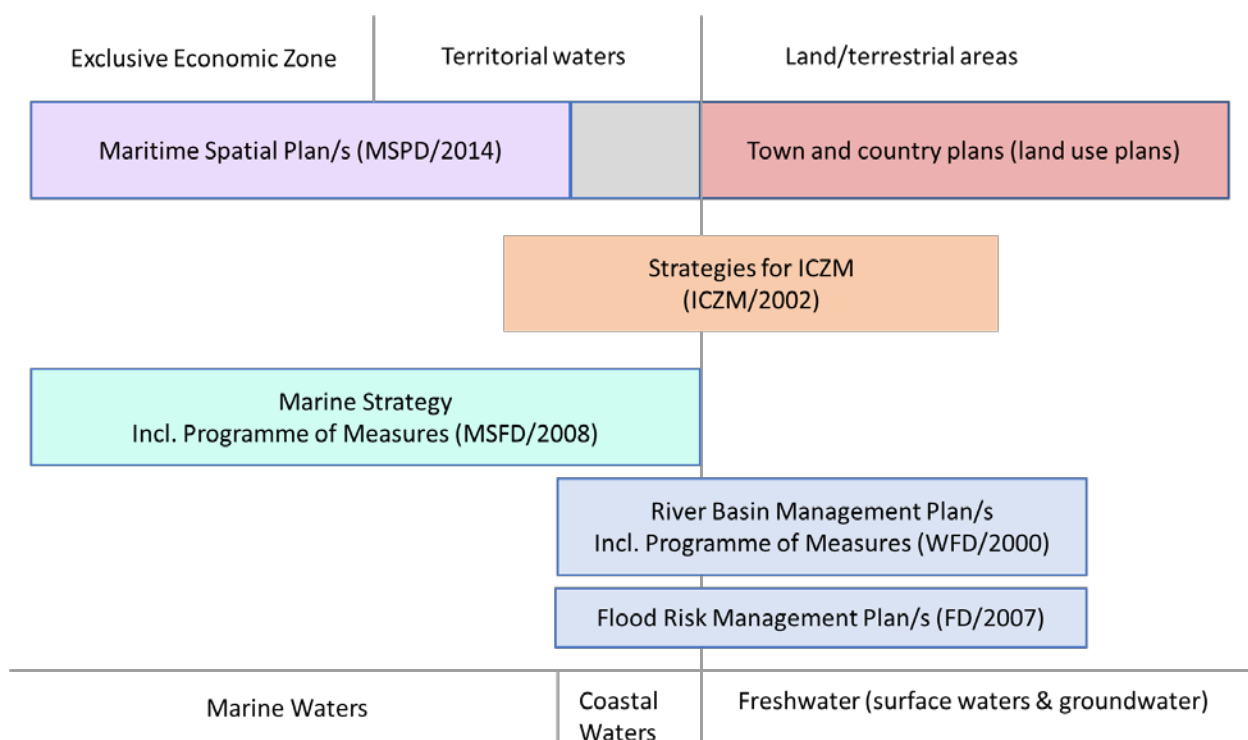 Exclusive Economic Zone
Territorial waters
Land/terrestrial areas
Maritime Spatial Plan/s (MSPD/2014)
Town and country plans (land use plans)
Strategies for ICZM
(ICZM/2002)
Marine Strategy
Incl. Programme of Measures (MSFD/2008)
River Basin Management Plan/s
Incl. Programme of Measures (WFD/2000)
Flood Risk Management Plan/s (FD/2007)
Marine Waters
Coastal
Waters
Freshwater (surface waters & groundwater)